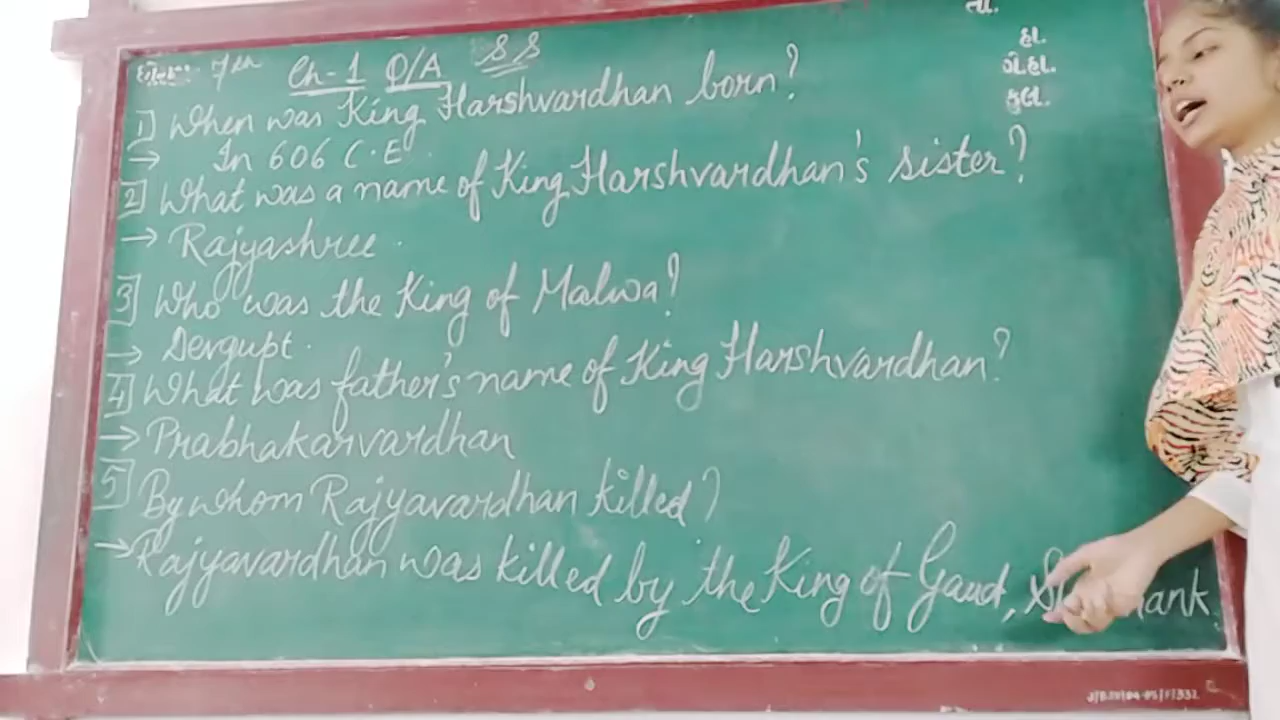 7th Ch-1 Q/A SS
1] When was King Harshvardhan born?
→ In 606 C.E.
2] What was a name of King Harshvardhan's sister?
→ Rajyashree.
3] Who was the King of Malwa?
→ Devgupt.
4] What was father's name of King Harshvardhan?
→ Prabhakarvardhan
5] By whom Rajyavardhan killed?
→ Rajyavardhan was killed by the King of Gaud,
તા.
હા.
ગે.હા.
કુલ.